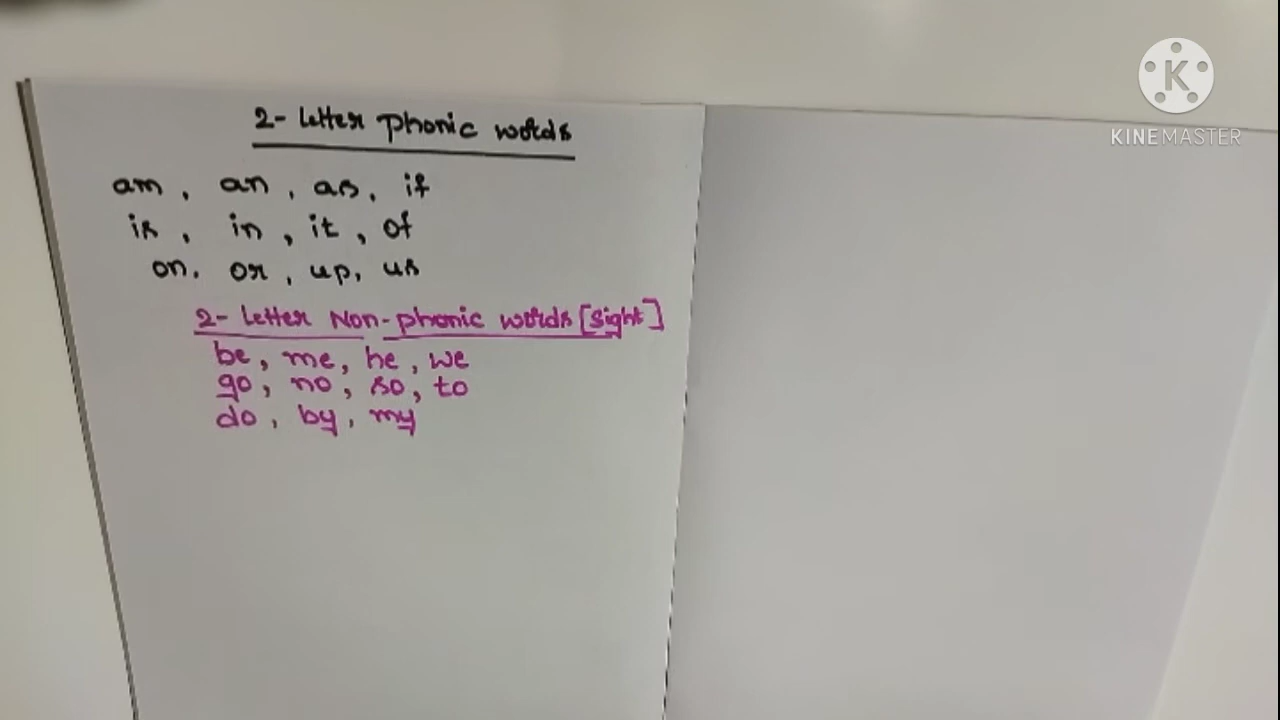 2- letter phonic words
am, an, as, if
is, in, it, of
on, or, up, us
2- letter Non-phonic words [Sight]
be, me, he, we
go, no, so, to
do, by, my
K
KINEMASTER